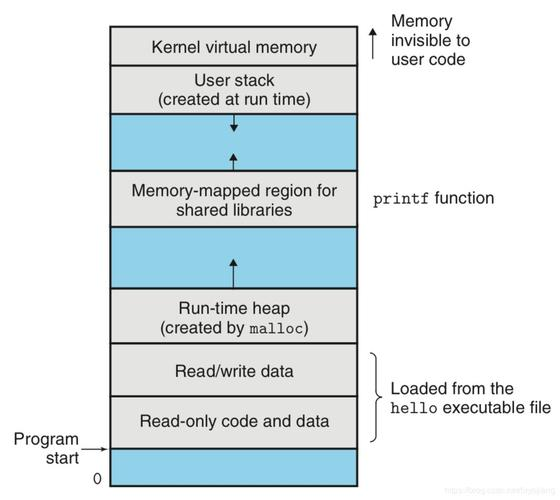 Kernel virtual memory
Memory
invisible to
user code
User stack
(created at run time)
Memory-mapped region for
shared libraries
printf function
Run-time heap
(created by malloc)
Read/write data
Loaded from the
hello executable file
Read-only code and data
Program
start
0